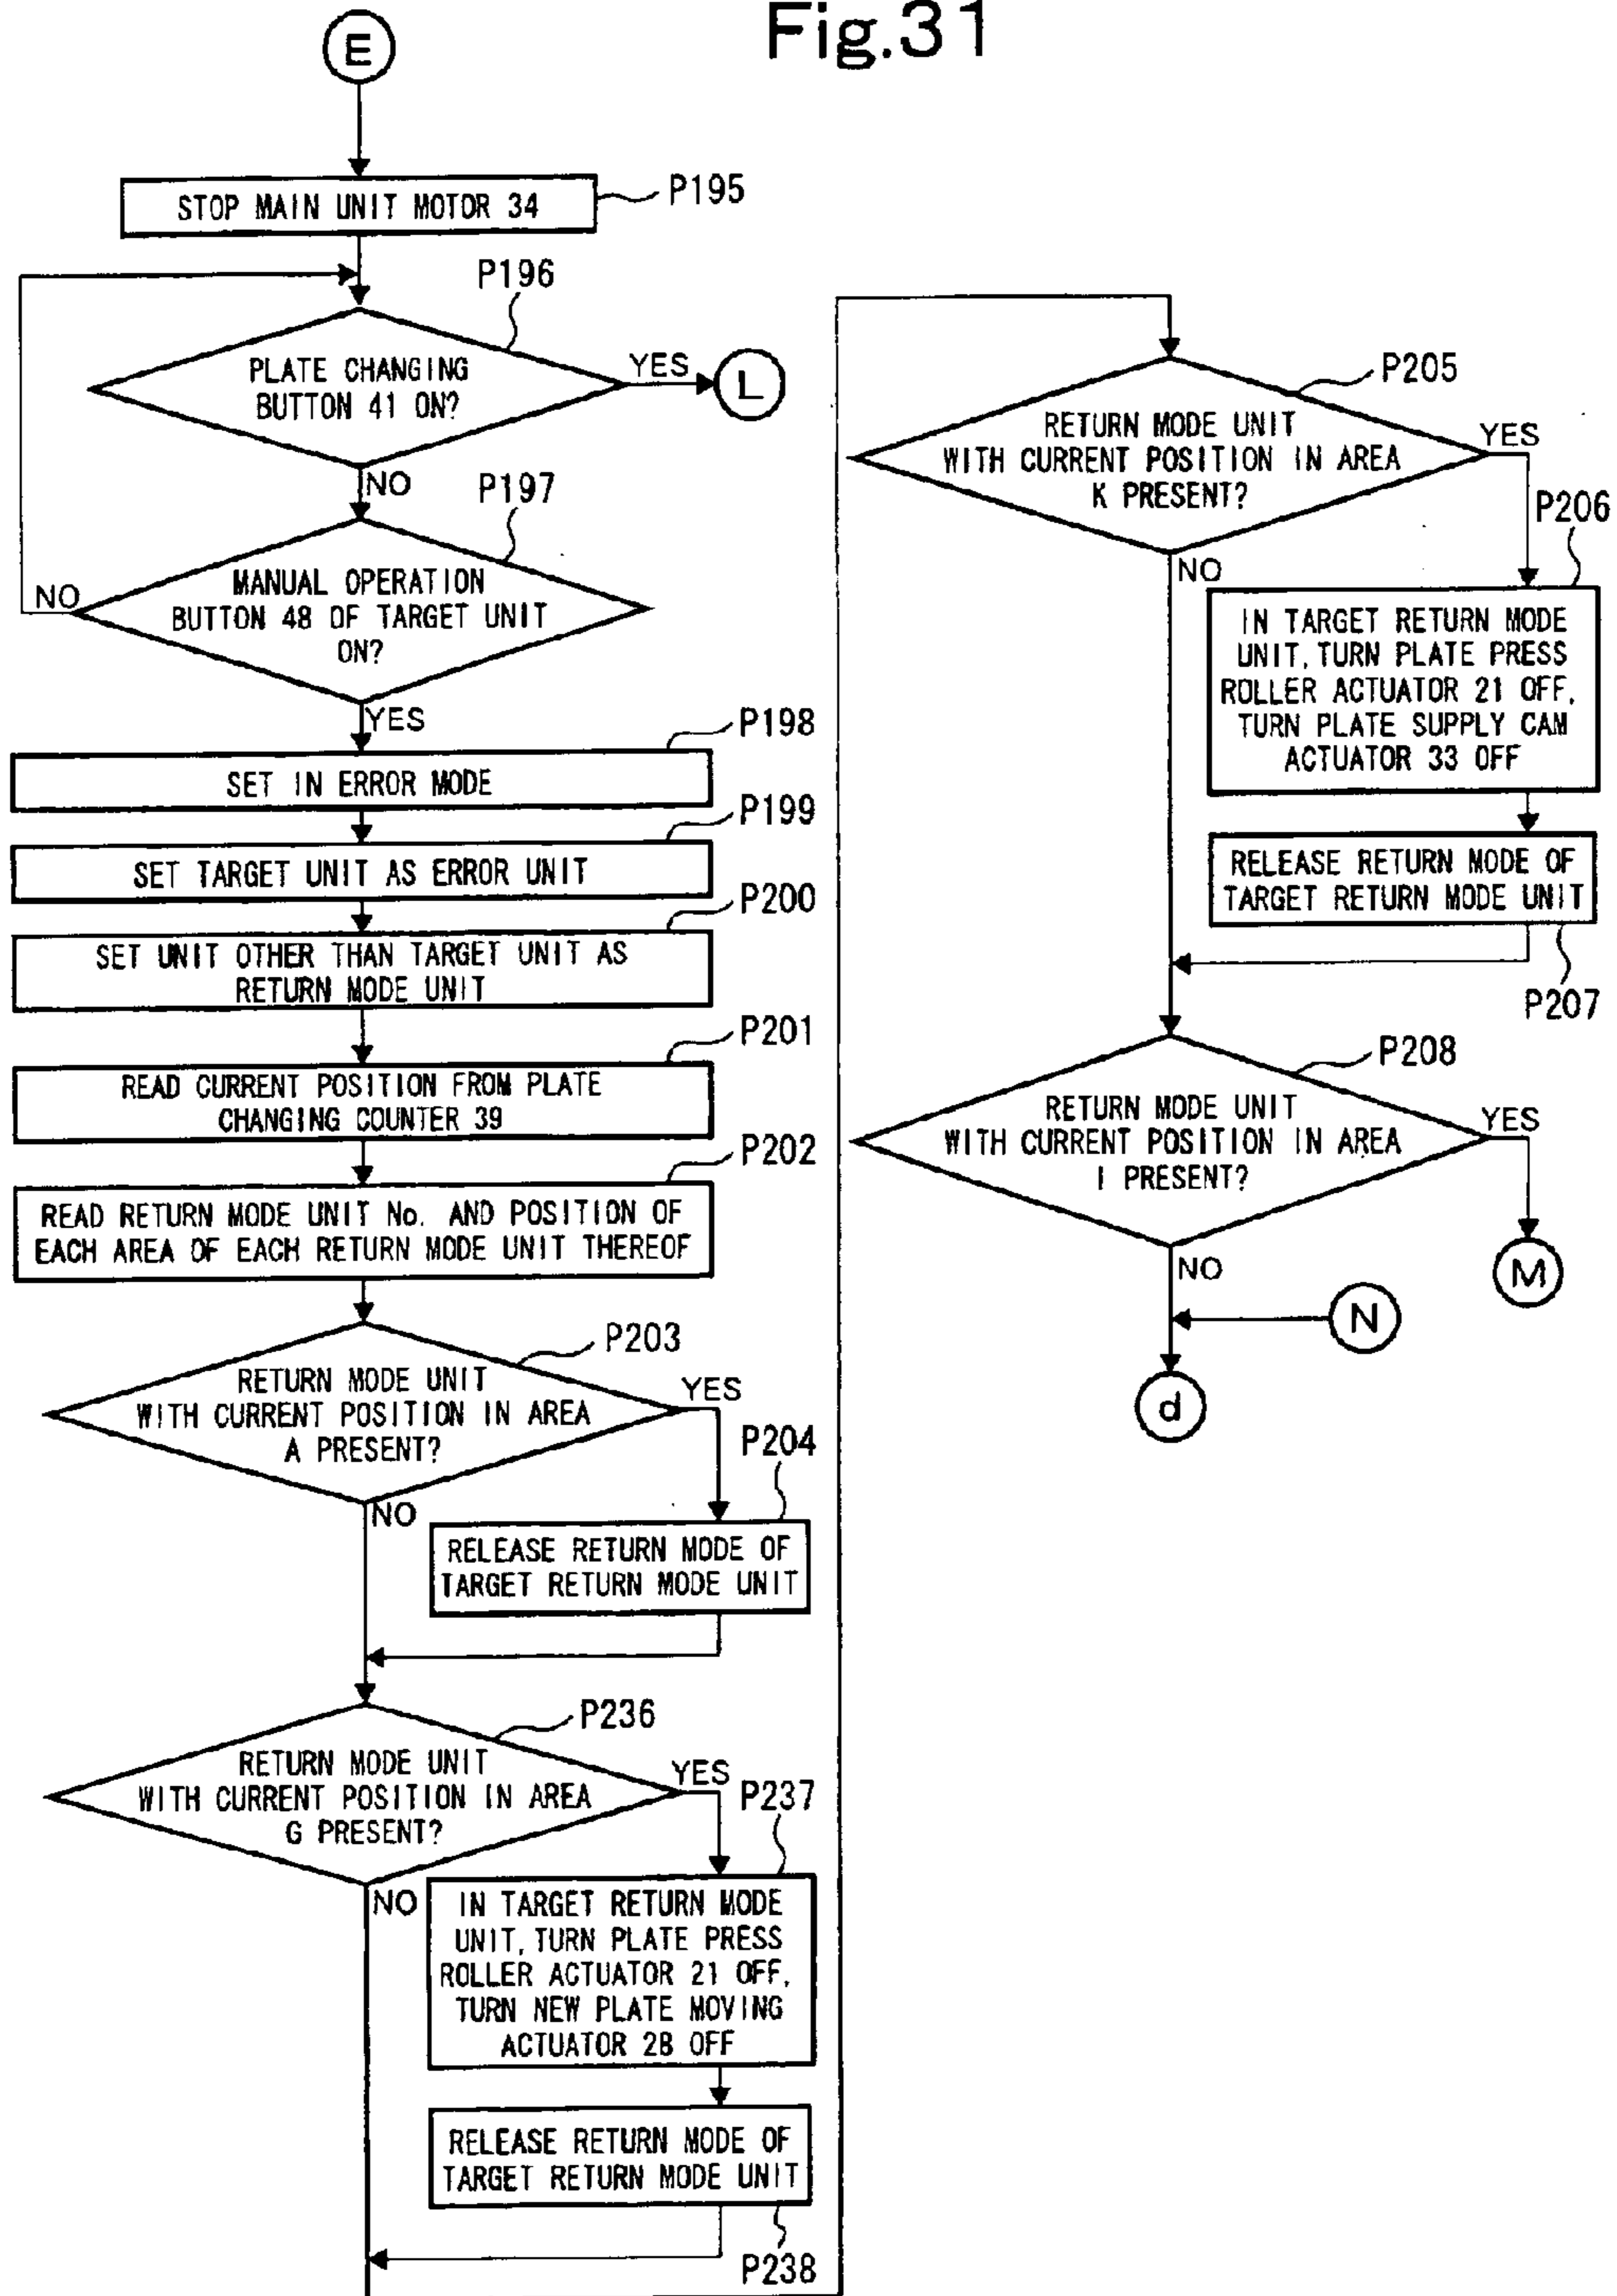 Fig.31
E
STOP MAIN UNIT MOTOR 34
P195
P196
PLATE CHANGING
BUTTON 41 ON?
YES
L
NO
P197
MANUAL OPERATION
BUTTON 48 OF TARGET UNIT
ON?
NO
YES
P198
SET IN ERROR MODE
P199
SET TARGET UNIT AS ERROR UNIT
P200
SET UNIT OTHER THAN TARGET UNIT AS
RETURN MODE UNIT
P201
READ CURRENT POSITION FROM PLATE
CHANGING COUNTER 39
P202
READ RETURN MODE UNIT No. AND POSITION OF
EACH AREA OF EACH RETURN MODE UNIT THEREOF
P203
RETURN MODE UNIT
WITH CURRENT POSITION IN AREA
A PRESENT?
YES
P204
NO
RELEASE RETURN MODE OF
TARGET RETURN MODE UNIT
P236
RETURN MODE UNIT
WITH CURRENT POSITION IN AREA
G PRESENT?
YES
P237
NO
IN TARGET RETURN MODE
UNIT, TURN PLATE PRESS
ROLLER ACTUATOR 21 OFF,
TURN NEW PLATE MOVING
ACTUATOR 28 OFF
RELEASE RETURN MODE OF
TARGET RETURN MODE UNIT
P238
P205
RETURN MODE UNIT
WITH CURRENT POSITION IN AREA
K PRESENT?
YES
P206
NO
IN TARGET RETURN MODE
UNIT, TURN PLATE PRESS
ROLLER ACTUATOR 21 OFF,
TURN PLATE SUPPLY CAM
ACTUATOR 33 OFF
RELEASE RETURN MODE OF
TARGET RETURN MODE UNIT
P207
P208
RETURN MODE UNIT
WITH CURRENT POSITION IN AREA
I PRESENT?
YES
NO
M
N
d